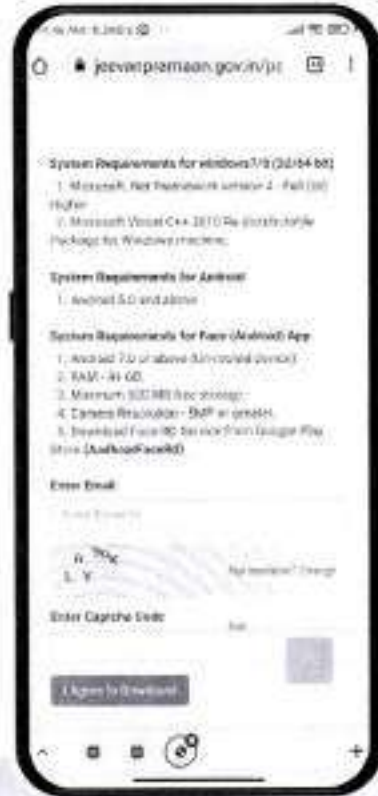 jeevanpramaan.gov.in/pc
System Requirements for windows7/8 (32/64 bit)
1. Microsoft .Net Framework version 4 - Full (or)
Higher
2. Microsoft Visual C++ 2010 Re-distributable
Package for Windows machine.
System Requirements for Android
1. Android 5.0 and above
System Requirements for Face (Android) App
1. Android 7.0 or above
2. RAM - 4+ GB
3. 500 MB free storage
4. Camera Resolution - 5MP or greater
5. Download Face RD Service from Google Play
Store (AadhaarFaceRd)
Enter Email
Enter Captcha Code
I Agree to Download